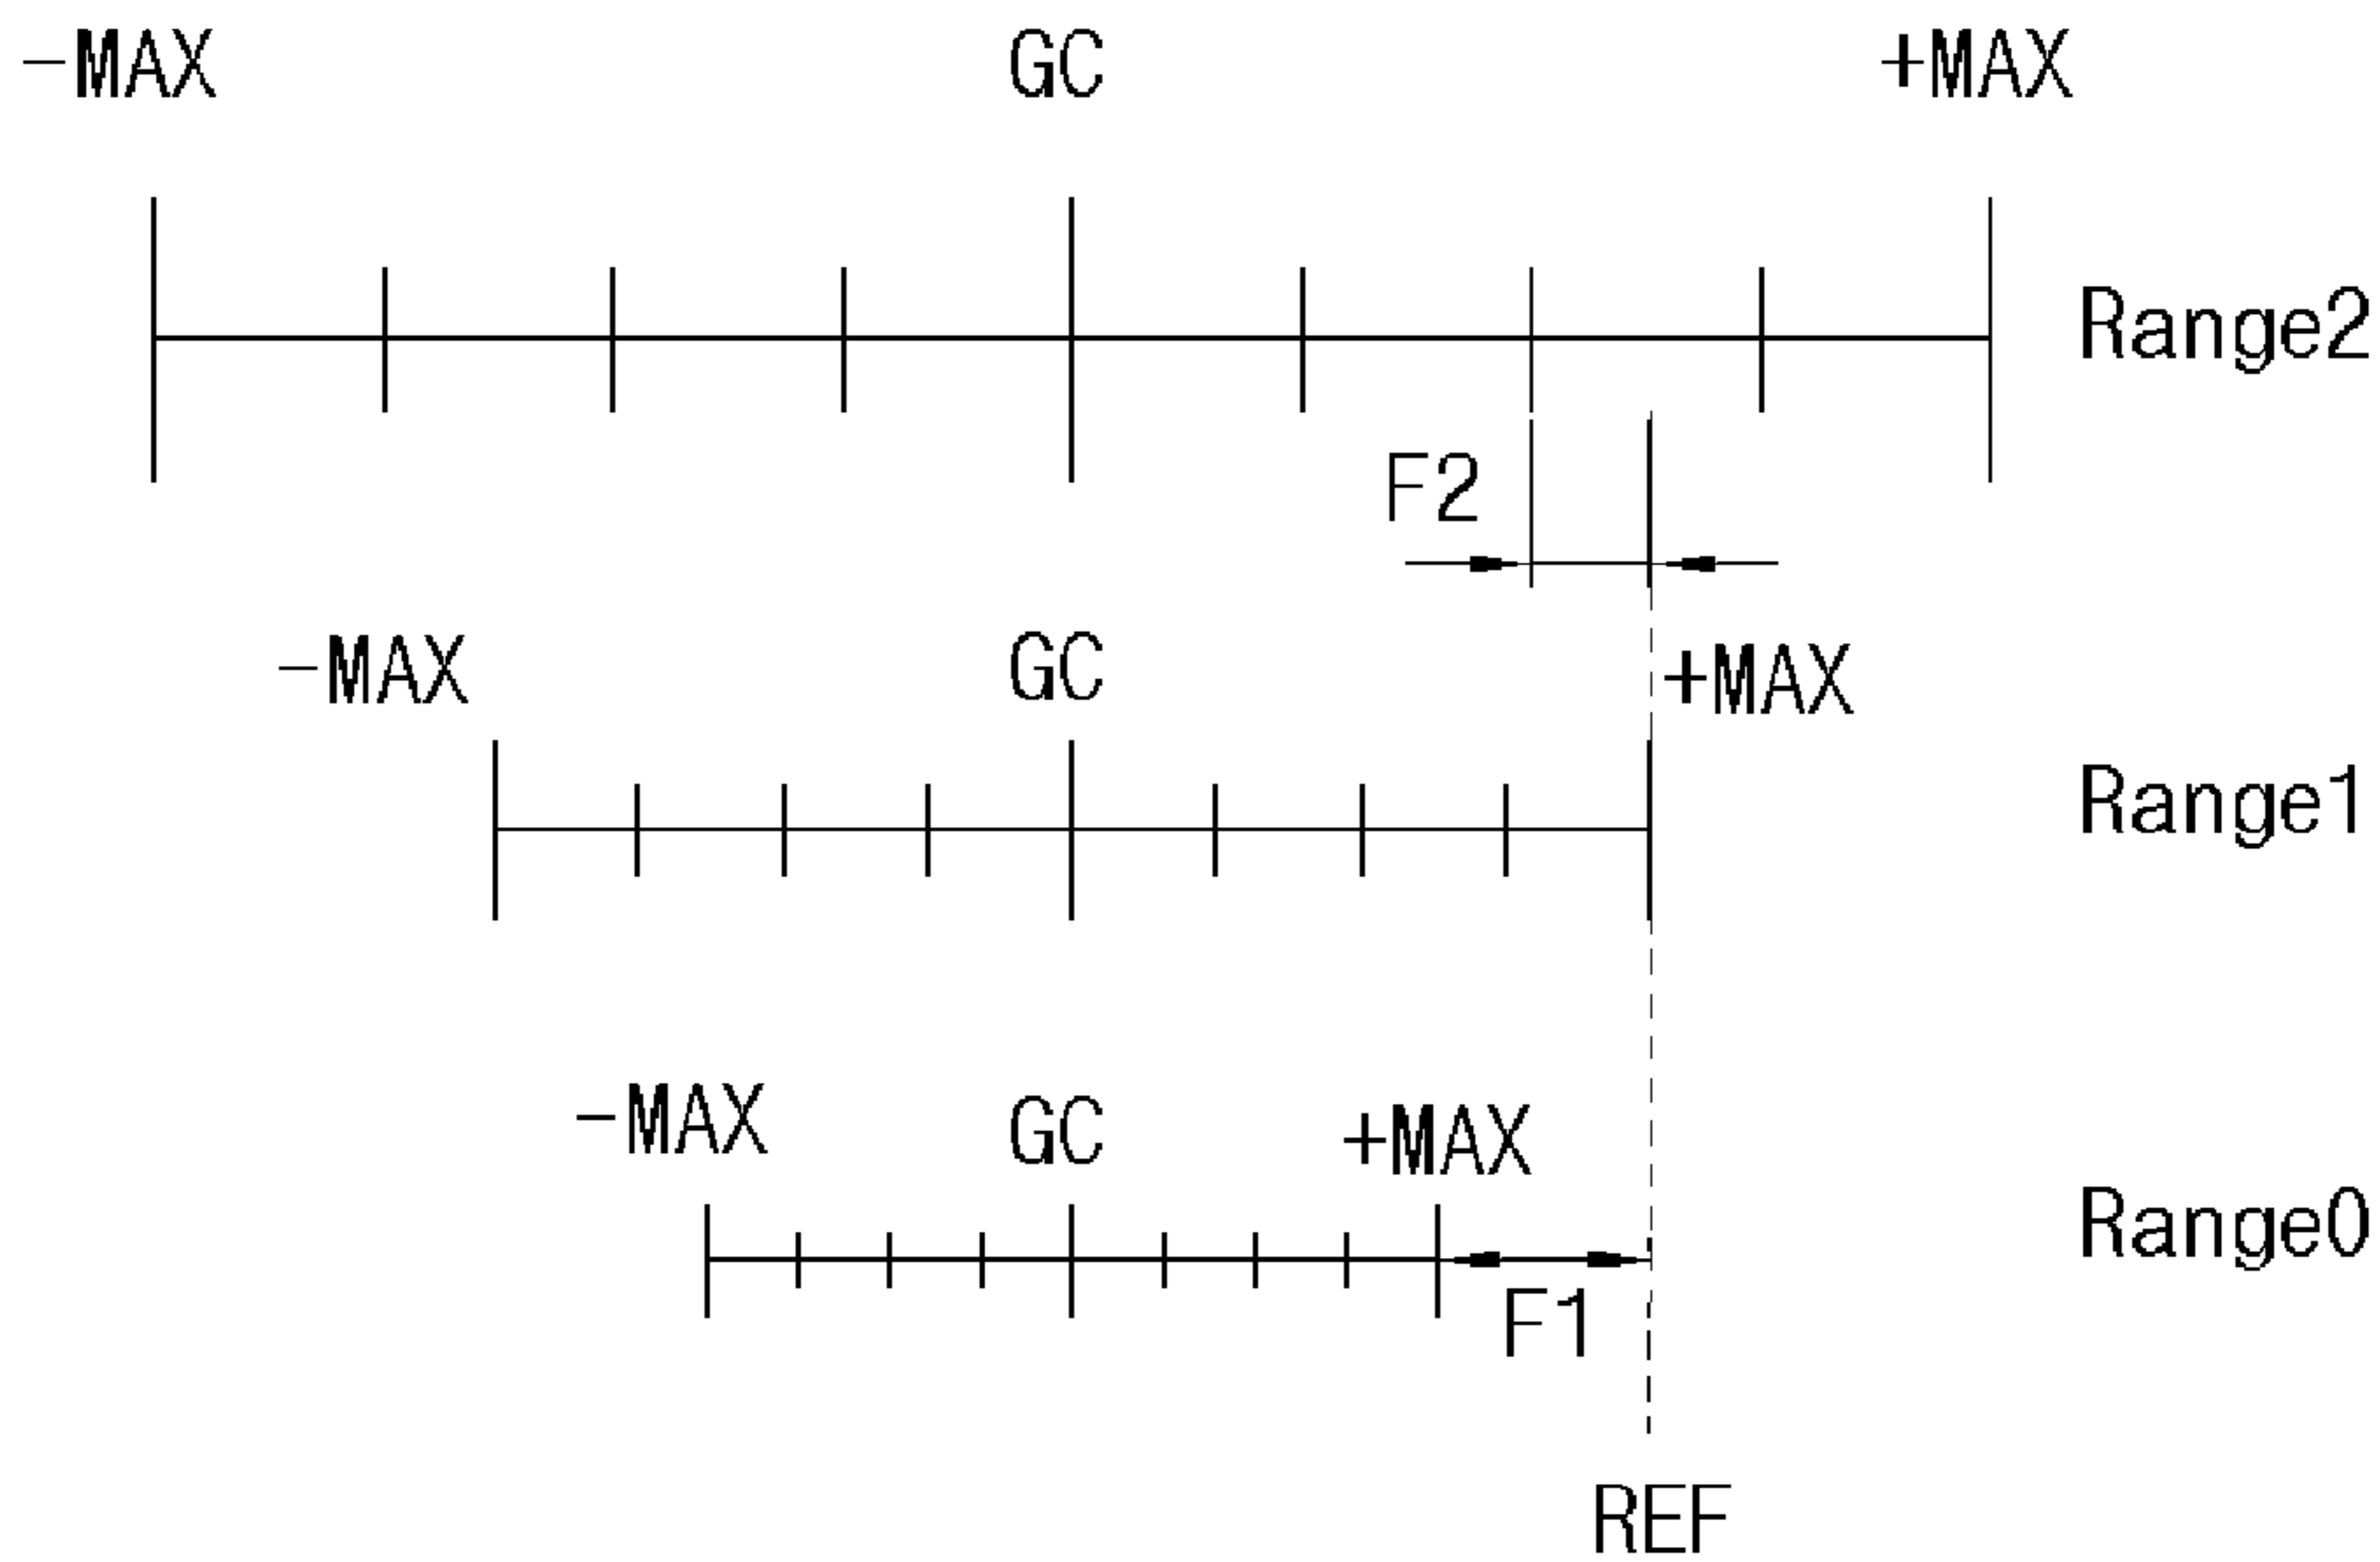 -MAX GC +MAX
Range2
F2
-MAX GC +MAX
Range1
-MAX GC +MAX
Range0
F1
REF